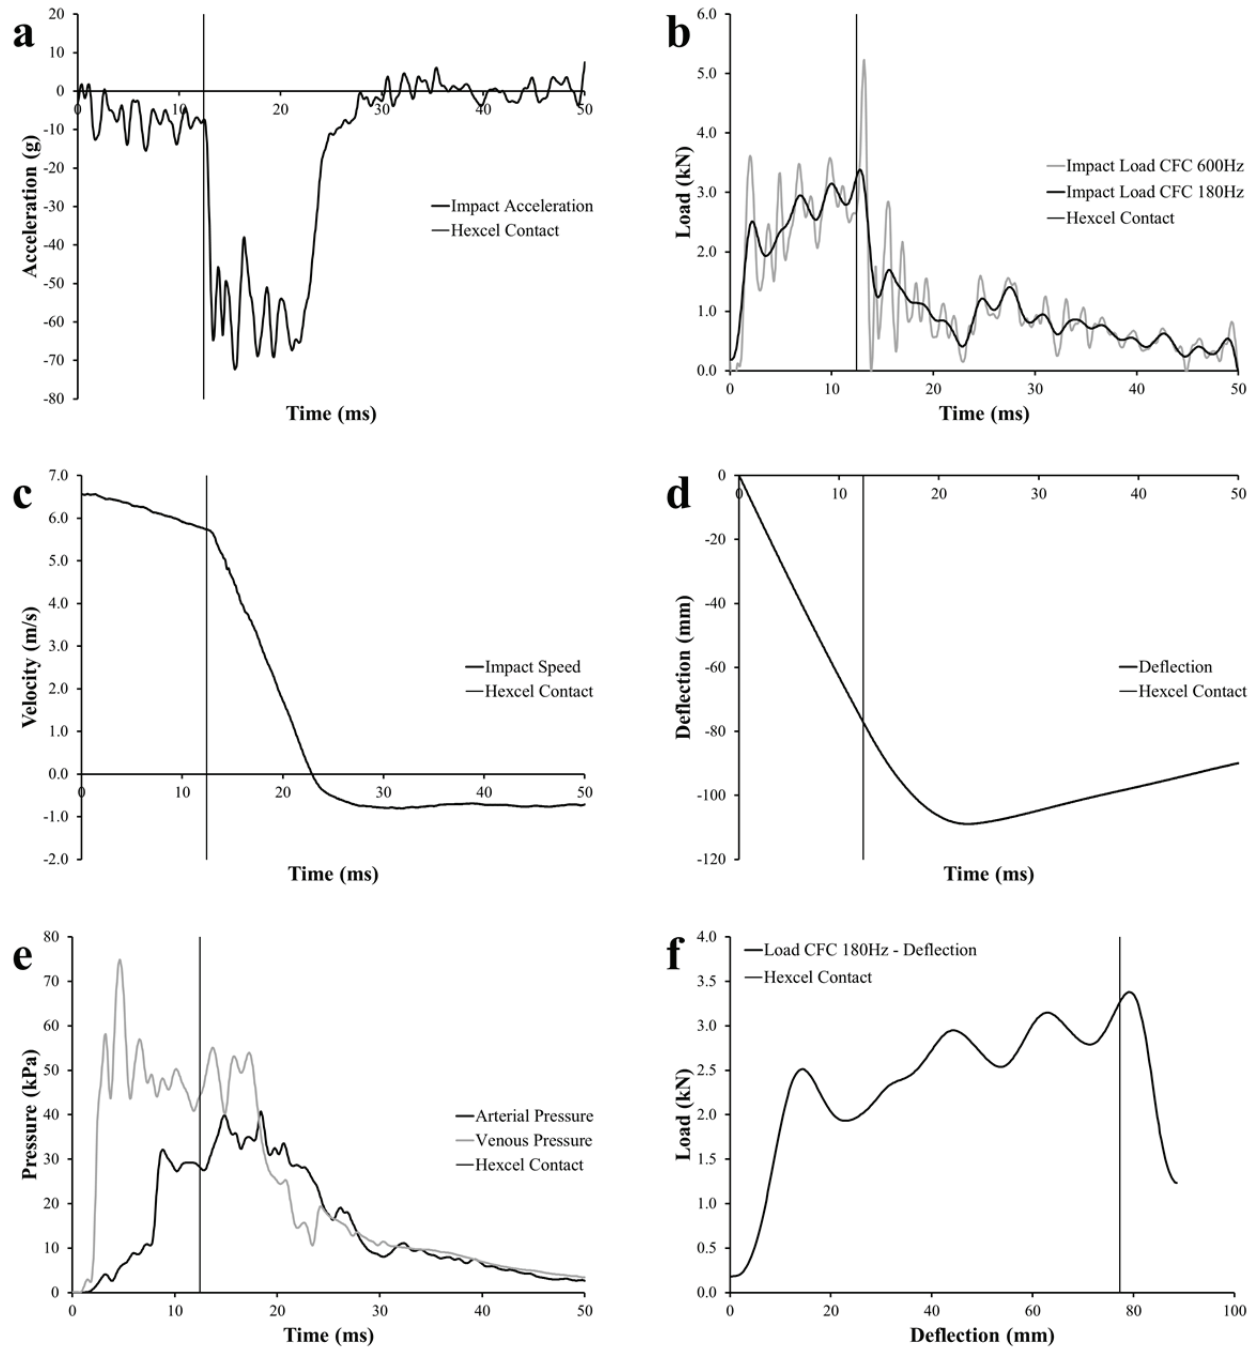 a
20
10
0
-10
-20
-30
-40
-50
-60
-70
-80
0 10 20 30 40 50
Acceleration (g)
Time (ms)
Impact Acceleration
Hexcel Contact
b
6.0
5.0
4.0
3.0
2.0
1.0
0.0
0 10 20 30 40 50
Load (kN)
Time (ms)
Impact Load CFC 600Hz
Impact Load CFC 180Hz
Hexcel Contact
c
7.0
6.0
5.0
4.0
3.0
2.0
1.0
0.0
-1.0
-2.0
0 10 20 30 40 50
Velocity (m/s)
Time (ms)
Impact Speed
Hexcel Contact
d
0
-20
-40
-60
-80
-100
-120
0 10 20 30 40 50
Deflection (mm)
Time (ms)
Deflection
Hexcel Contact
e
80
70
60
50
40
30
20
10
0
0 10 20 30 40 50
Pressure (kPa)
Time (ms)
Arterial Pressure
Venous Pressure
Hexcel Contact
f
4.0
3.5
3.0
2.5
2.0
1.5
1.0
0.5
0.0
0 20 40 60 80 100
Load (kN)
Deflection (mm)
Load CFC 180Hz - Deflection
Hexcel Contact